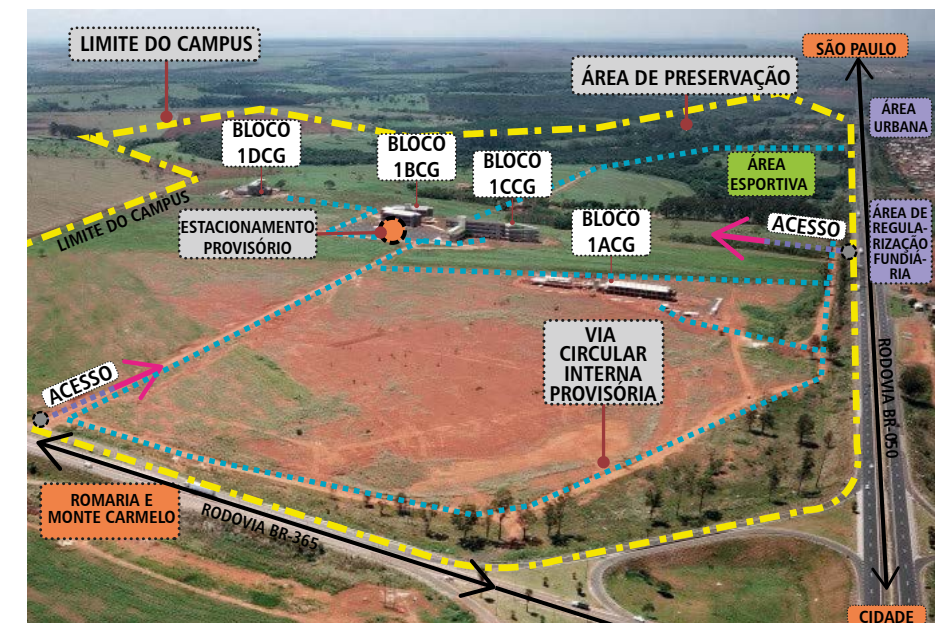 LIMITE DO CAMPUS
SÃO PAULO
ÁREA DE PRESERVAÇÃO
ÁREA
URBANA
BLOCO
1DCG
BLOCO
1BCG
BLOCO
1CCG
ÁREA
ESPORTIVA
LIMITE DO CAMPUS
ESTACIONAMENTO
PROVISÓRIO
BLOCO
1ACG
ACESSO
ÁREA DE
REGULA-
RIZAÇÃO
FUNDIÁ-
RIA
VIA
CIRCULAR
INTERNA
PROVISÓRIA
ACESSO
RODOVIA BR-050
ROMARIA E
MONTE CARMELO
RODOVIA BR-365
CIDADE